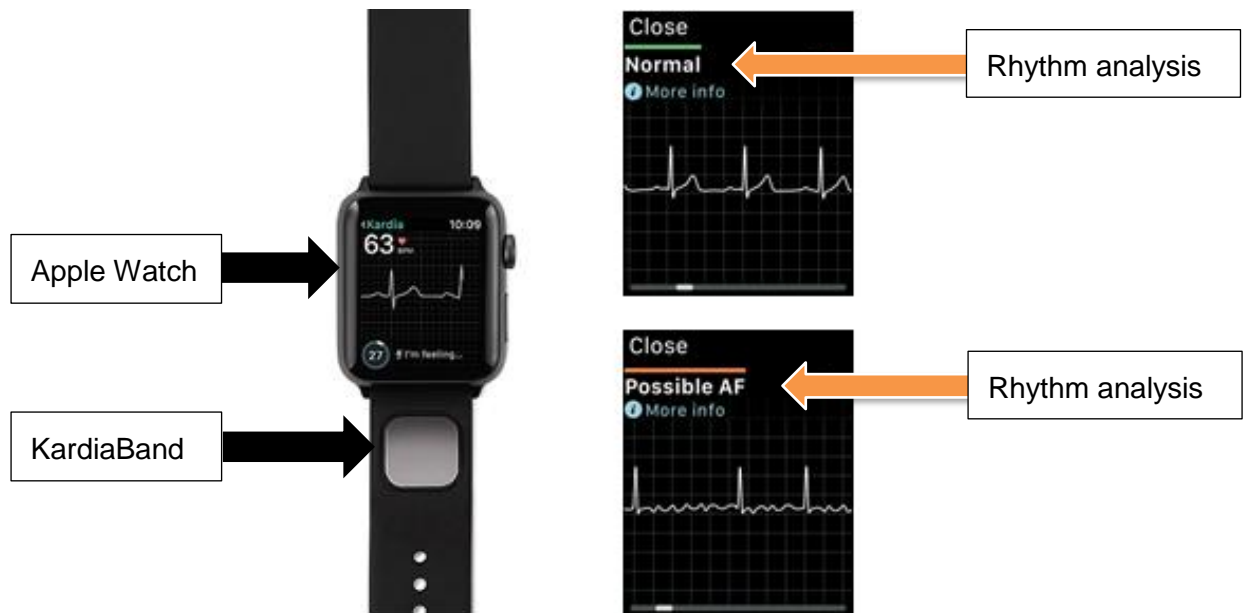 Apple Watch
KardiaBand
<Kardia 10:09
63
BPM
27 I'm feeling...
Close
Normal
i More info
Rhythm analysis
Close
Possible AF
i More info
Rhythm analysis